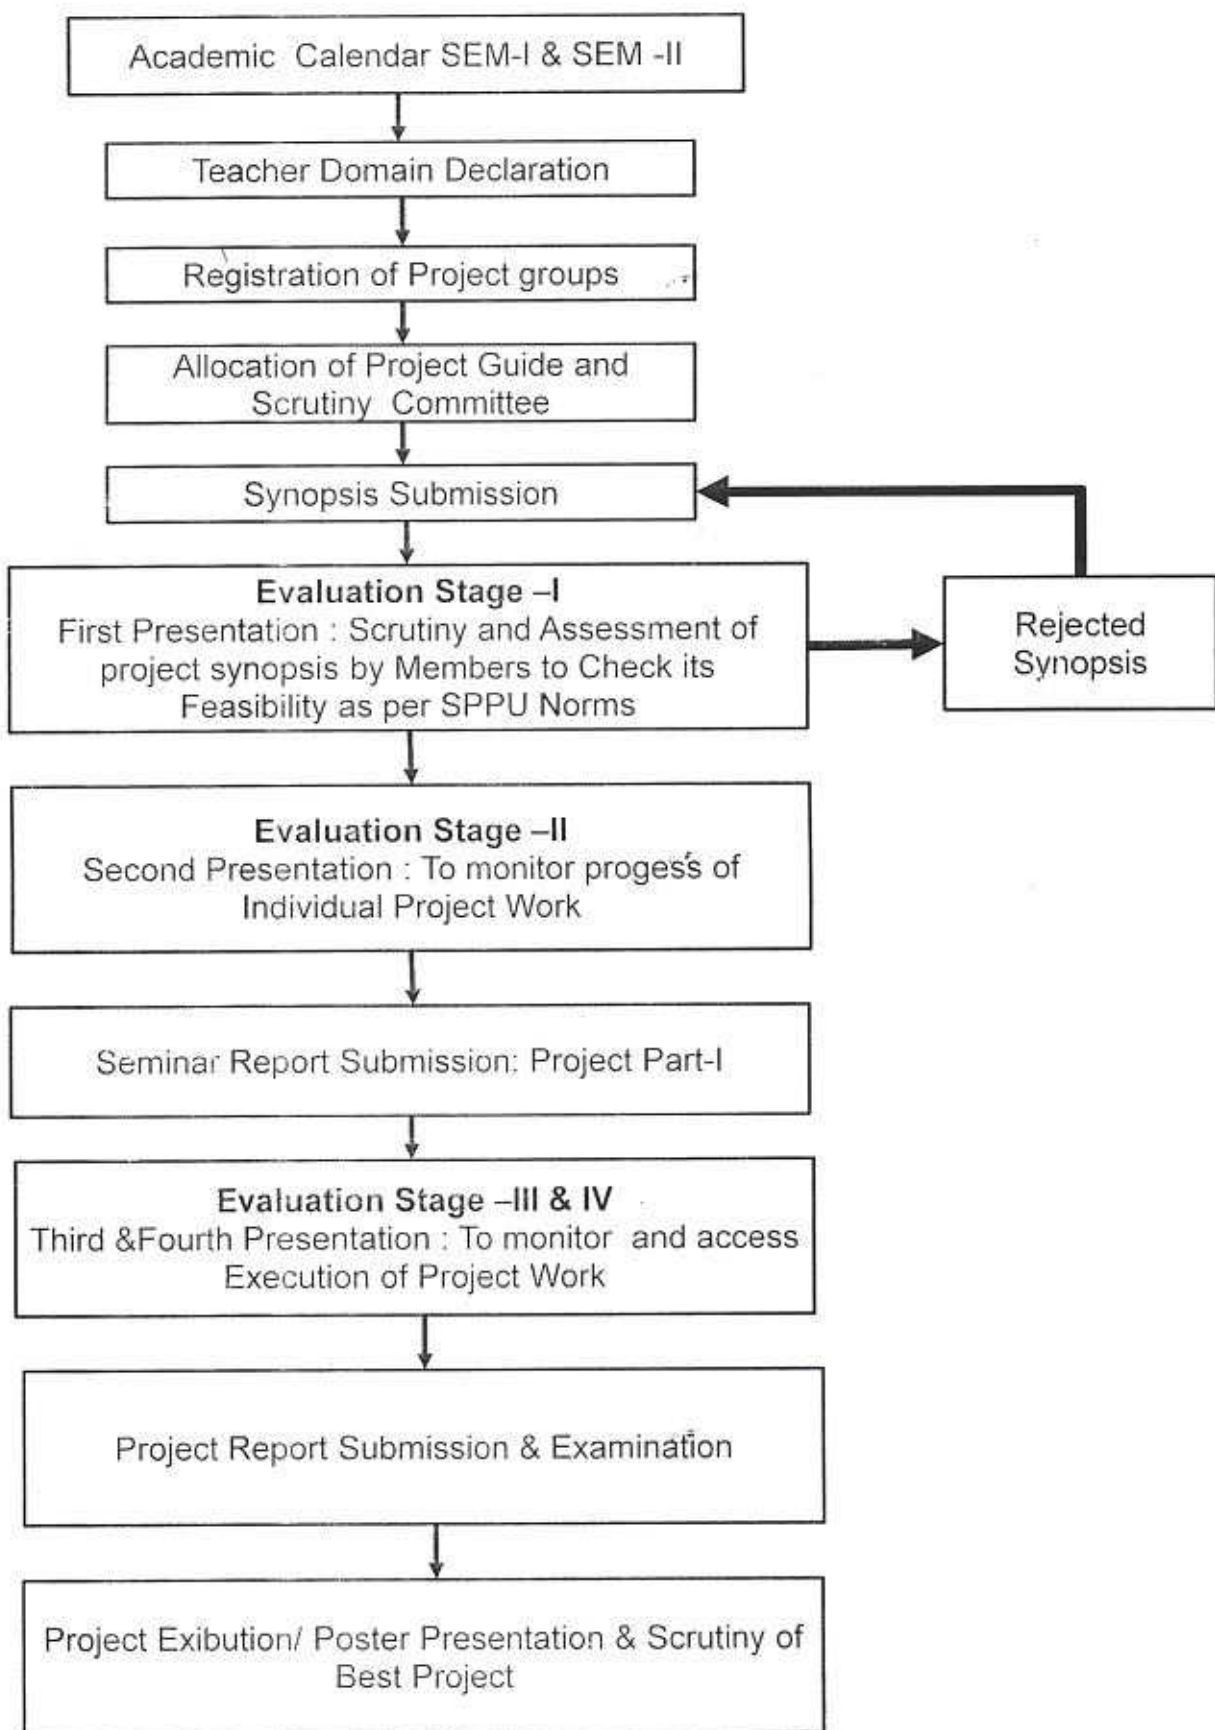 Academic Calendar SEM-I & SEM -II
Teacher Domain Declaration
Registration of Project groups
Allocation of Project Guide and
Scrutiny Committee
Synopsis Submission
Evaluation Stage –I
First Presentation : Scrutiny and Assessment of
project synopsis by Members to Check its
Feasibility as per SPPU Norms
Rejected
Synopsis
Evaluation Stage –II
Second Presentation : To monitor progess of
Individual Project Work
Seminar Report Submission: Project Part-I
Evaluation Stage –III & IV
Third &Fourth Presentation : To monitor and access
Execution of Project Work
Project Report Submission & Examination
Project Exibution/ Poster Presentation & Scrutiny of
Best Project